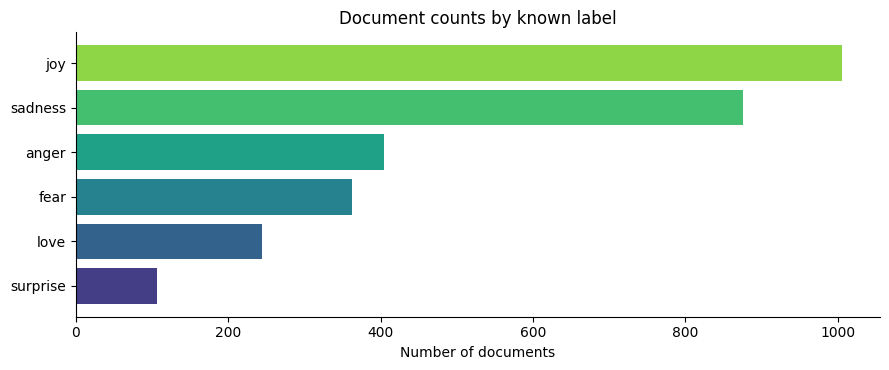 Document counts by known label
joy
sadness
anger
fear
love
surprise
0 200 400 600 800 1000
Number of documents